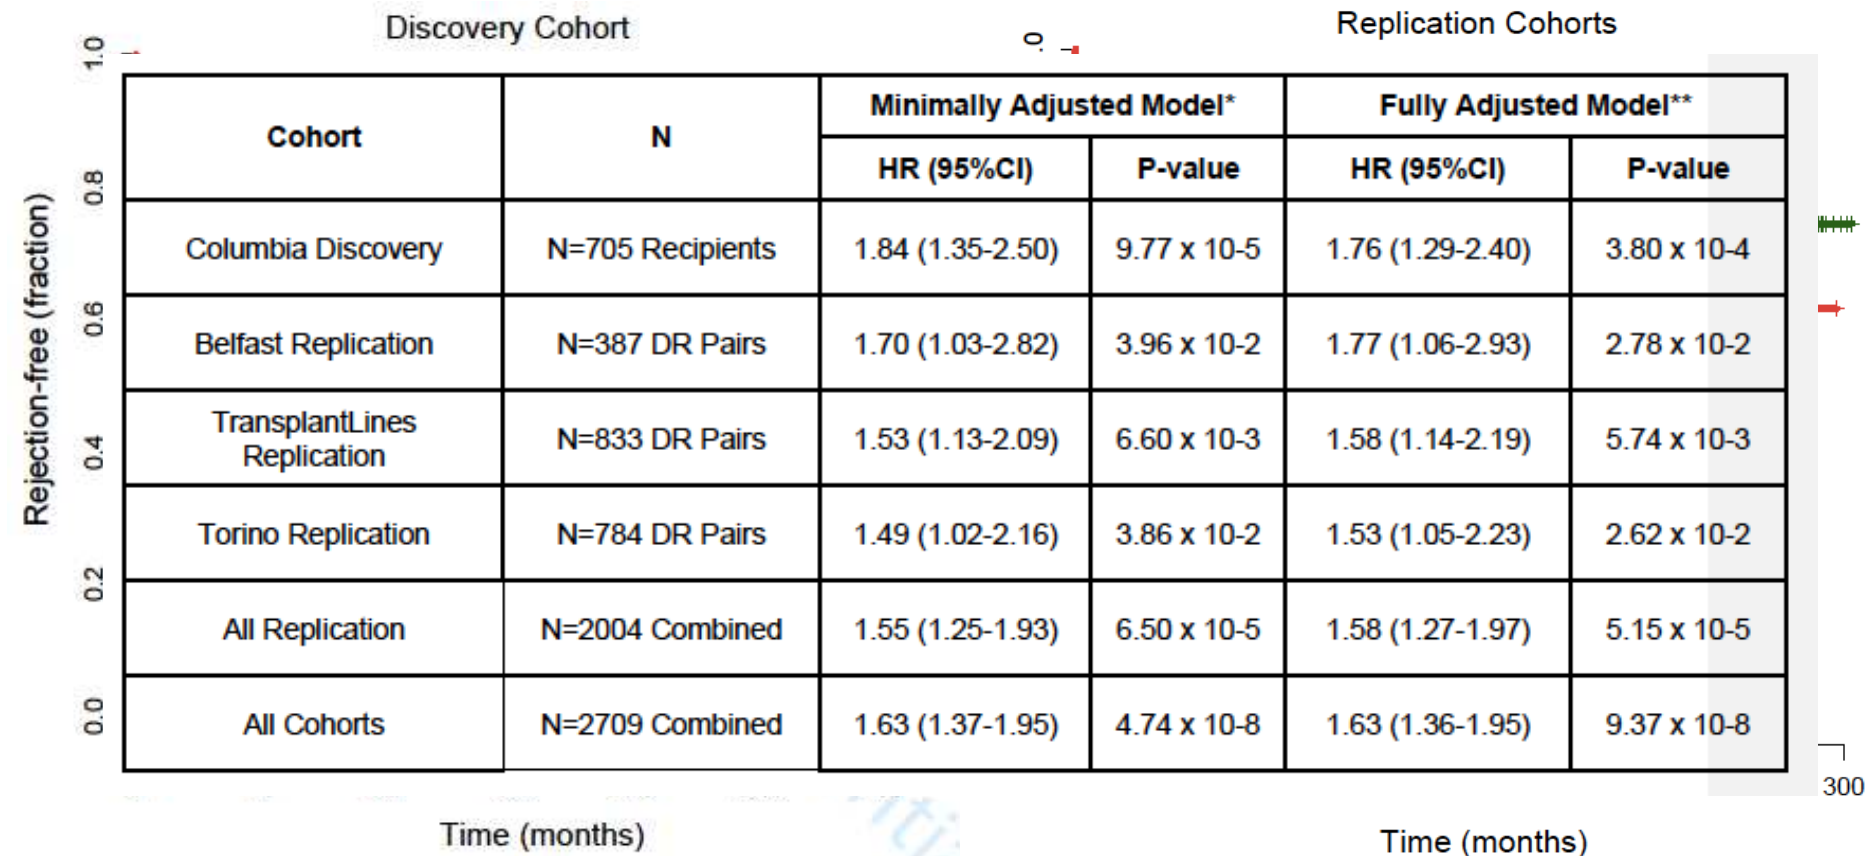 Discovery Cohort
Replication Cohorts
1.0
.0
Cohort N Minimally Adjusted Model* Fully Adjusted Model**
HR (95%CI) P-value HR (95%CI) P-value
0.8
Columbia Discovery N=705 Recipients 1.84 (1.35-2.50) 9.77 x 10-5 1.76 (1.29-2.40) 3.80 x 10-4
0.6
Belfast Replication N=387 DR Pairs 1.70 (1.03-2.82) 3.96 x 10-2 1.77 (1.06-2.93) 2.78 x 10-2
Rejection-free (fraction)
0.4
TransplantLines
Replication N=833 DR Pairs 1.53 (1.13-2.09) 6.60 x 10-3 1.58 (1.14-2.19) 5.74 x 10-3
Torino Replication N=784 DR Pairs 1.49 (1.02-2.16) 3.86 x 10-2 1.53 (1.05-2.23) 2.62 x 10-2
0.2
All Replication N=2004 Combined 1.55 (1.25-1.93) 6.50 x 10-5 1.58 (1.27-1.97) 5.15 x 10-5
0.0
All Cohorts N=2709 Combined 1.63 (1.37-1.95) 4.74 x 10-8 1.63 (1.36-1.95) 9.37 x 10-8
300
Time (months)
Time (months)